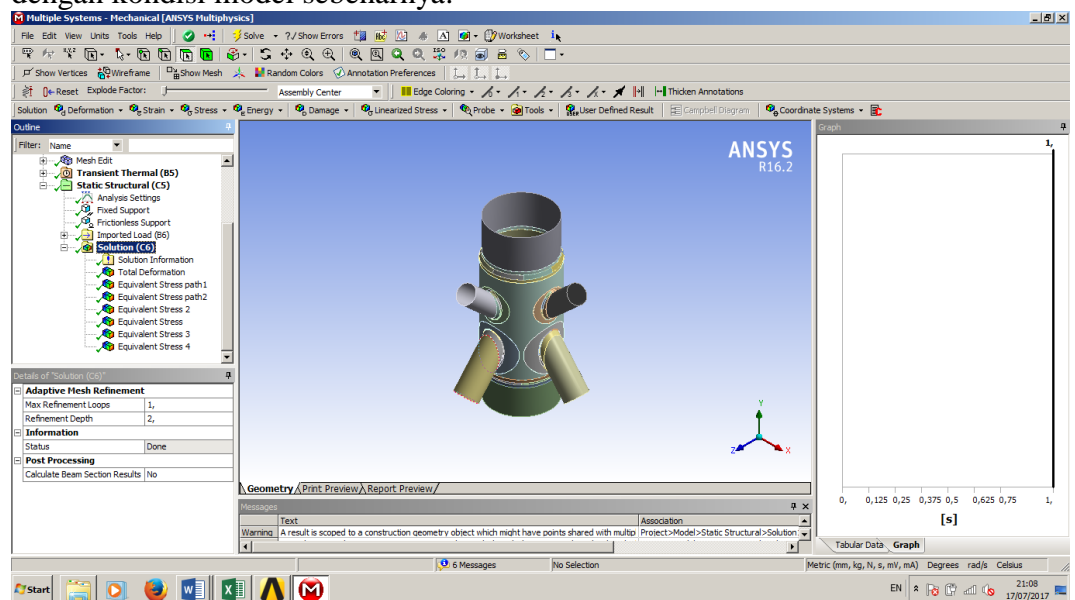 dengan kondisi model sebenarnya.
Multiple Systems - Mechanical [ANSYS Multiphysics]
File Edit View Units Tools Help Solve ?/ Show Errors Worksheet
Show Vertices Wireframe Show Mesh Random Colors Annotation Preferences
Reset Explode Factor: Assembly Center Edge Coloring Thicken Annotations
Solution Deformation Strain Stress Energy Damage Linearized Stress Probe Tools User Defined Result Campbell Diagram Coordinate Systems
Outline
Filter: Name
Mesh Edit
Transient Thermal (B5)
Static Structural (C5)
Analysis Settings
Fixed Support
Frictionless Support
Imported Load (B6)
Solution (C6)
Solution Information
Total Deformation
Equivalent Stress path1
Equivalent Stress path2
Equivalent Stress 2
Equivalent Stress
Equivalent Stress 3
Equivalent Stress 4
Details of "Solution (C6)"
Adaptive Mesh Refinement
Max Refinement Loops 1,
Refinement Depth 2,
Information
Status Done
Post Processing
Calculate Beam Section Results No
ANSYS
R16.2
Y
Z X
Geometry Print Preview Report Preview
Messages
Text Association
Warning A result is scoped to a construction geometry object which might have points shared with multip Project>Model>Static Structural>Solution
Graph
1,
0, 0,125 0,25 0,375 0,5 0,625 0,75 1,
[s]
Tabular Data Graph
6 Messages No Selection Metric (mm, kg, N, s, mV, mA) Degrees rad/s Celsius
Start EN 21:08
17/07/2017